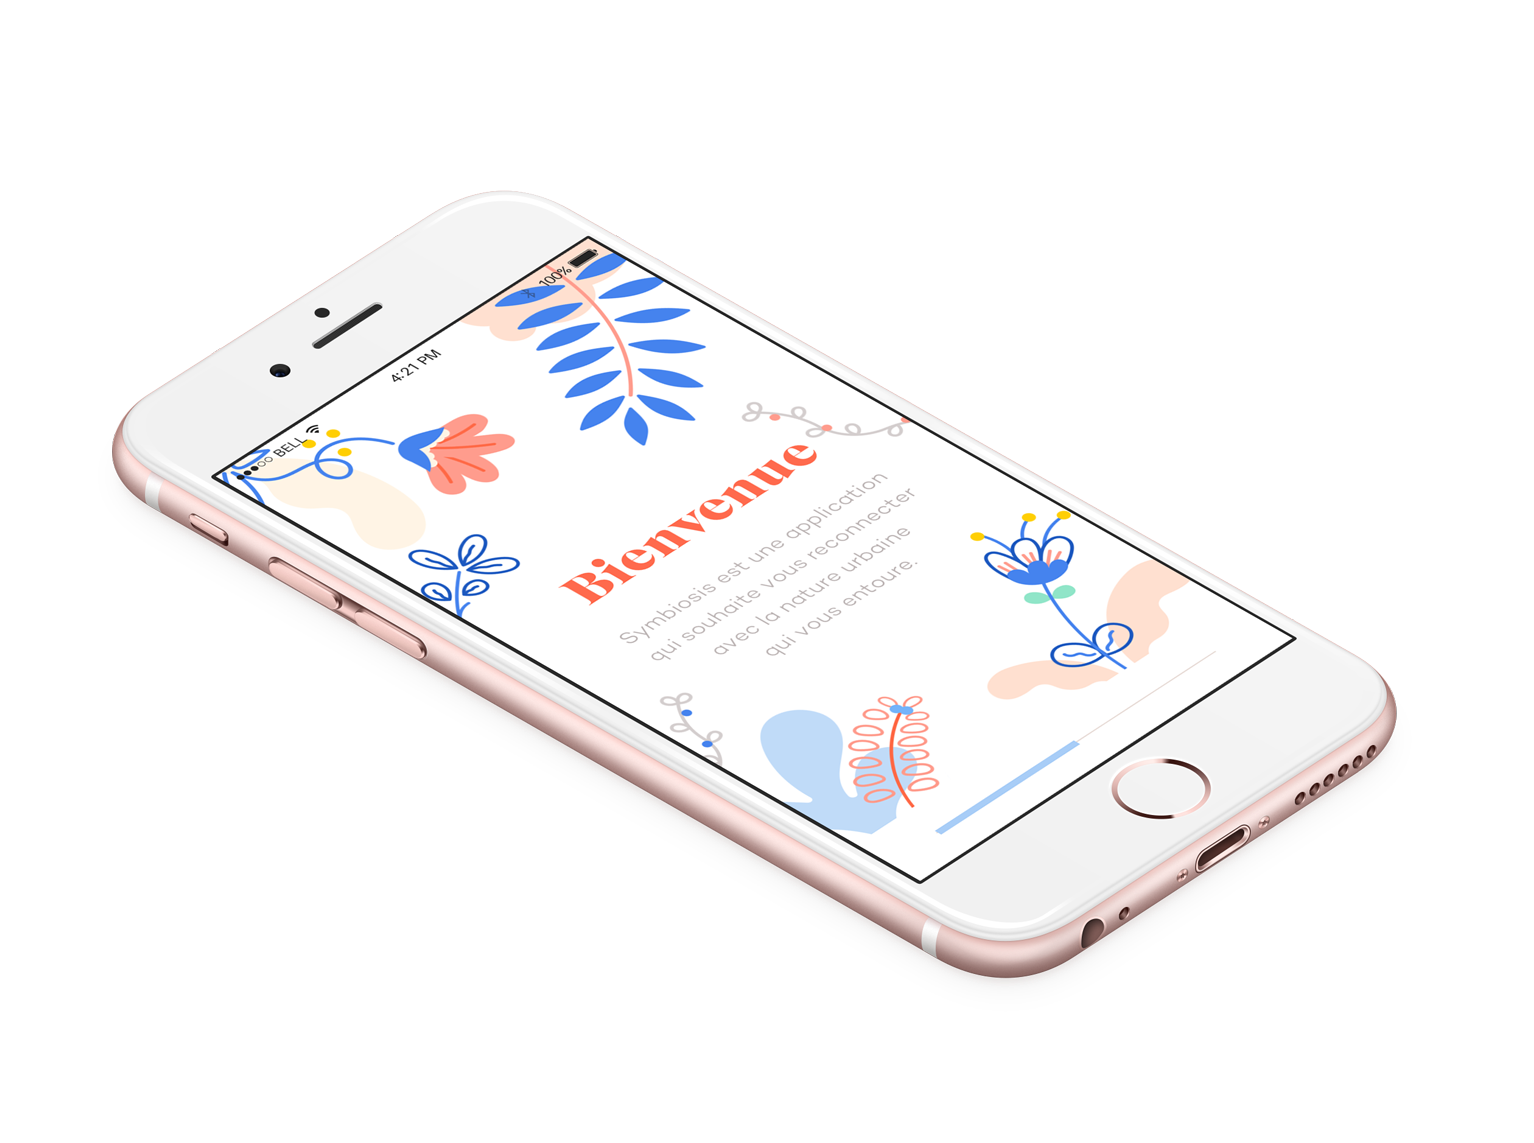 BELL 4:21 PM 100%
Bienvenue
Symbiosis est une application
qui souhaite vous reconnecter
avec la nature urbaine
qui vous entoure.